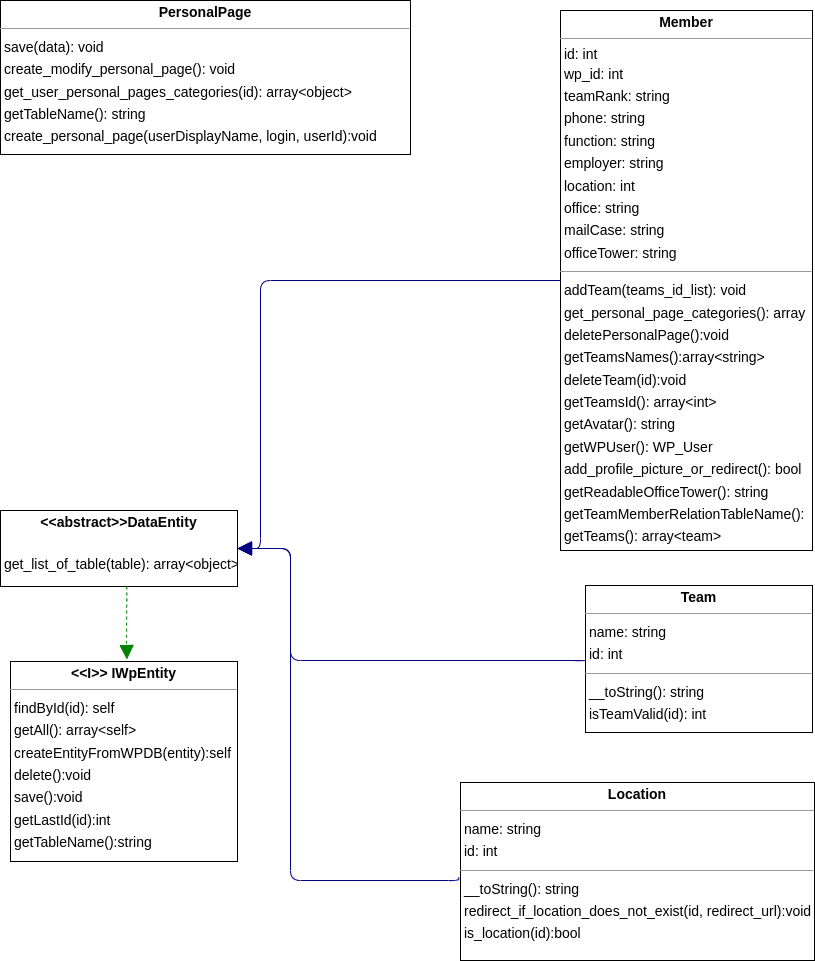 PersonalPage
save(data): void
create_modify_personal_page(): void
get_user_personal_pages_categories(id): array<object>
getTableName(): string
create_personal_page(userDisplayName, login, userId):void
Member
id: int
wp_id: int
teamRank: string
phone: string
function: string
employer: string
location: int
office: string
mailCase: string
officeTower: string
addTeam(teams_id_list): void
get_personal_page_categories(): array
deletePersonalPage():void
getTeamsNames():array<string>
deleteTeam(id):void
getTeamsId(): array<int>
getAvatar(): string
getWPUser(): WP_User
add_profile_picture_or_redirect(): bool
getReadableOfficeTower(): string
getTeamMemberRelationTableName():
getTeams(): array<team>
<<abstract>>DataEntity
get_list_of_table(table): array<object>
<<I>> IWpEntity
findById(id): self
getAll(): array<self>
createEntityFromWPDB(entity):self
delete():void
save():void
getLastId(id):int
getTableName():string
Team
name: string
id: int
__toString(): string
isTeamValid(id): int
Location
name: string
id: int
__toString(): string
redirect_if_location_does_not_exist(id, redirect_url):void
is_location(id):bool